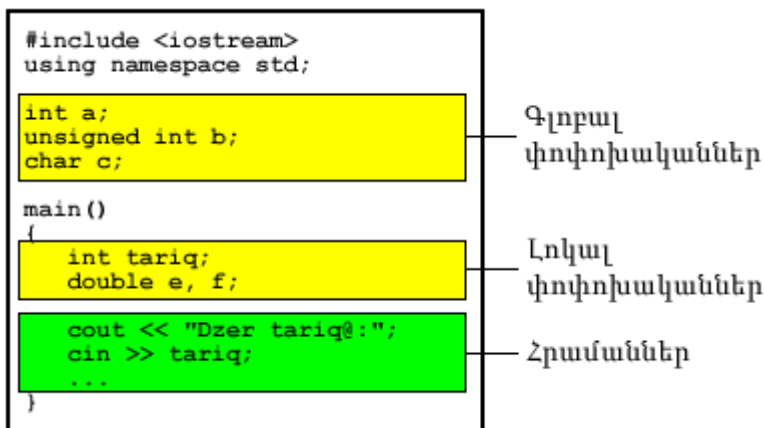 #include <iostream>
using namespace std;
int a;
unsigned int b;
char c;
Գլոբալ
փոփոխականներ
main()
{
int tariq;
double e, f;
Լոկալ
փոփոխականներ
cout << "Dzer tariq@:";
cin >> tariq;
...
Հրամաններ
}